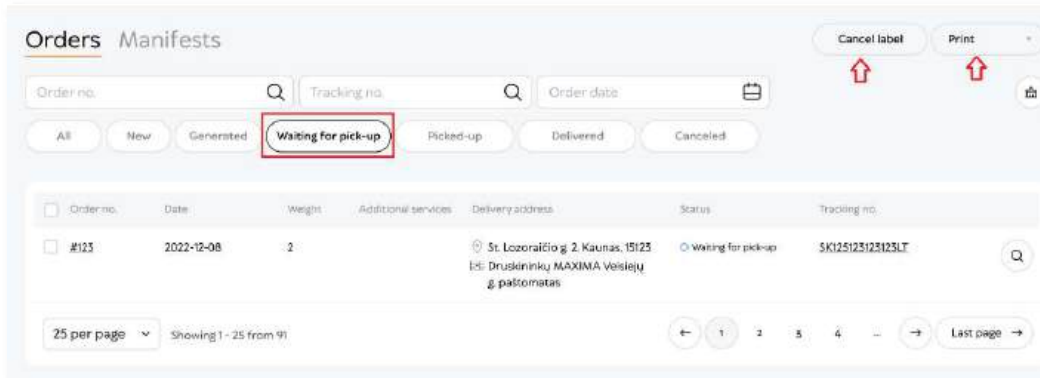 Orders Manifests
Cancel label Print
Order no. Tracking no. Order date
All New Generated Waiting for pick-up Picked-up Delivered Canceled
Order no. Date Weight Additional services Delivery address Status Tracking no.
#123 2022-12-08 2 St. Lozoraičio g. 2, Kaunas, 15123 Waiting for pick-up SK125123123123LT
Druskininkų MAXIMA Veisiejų
g. paštomatas
25 per page Showing 1 - 25 from 91 1 2 3 4 ... Last page